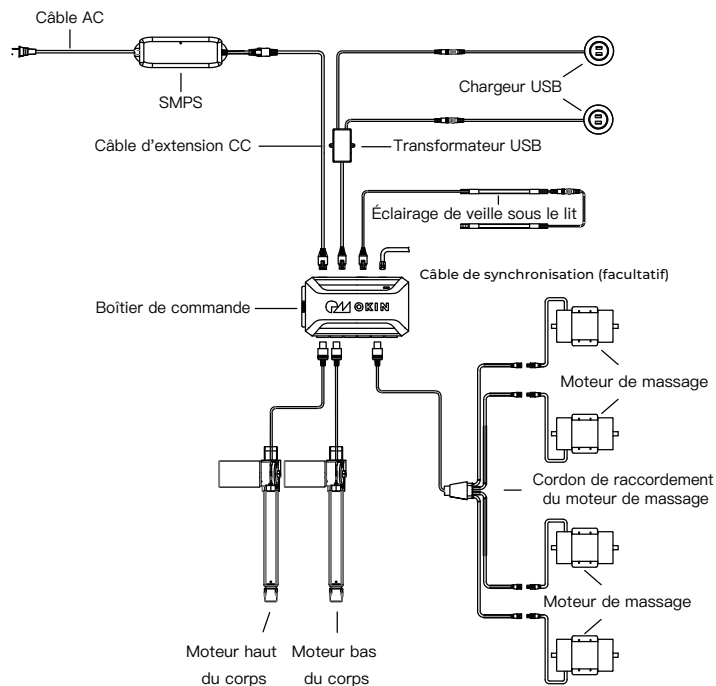 Câble AC
SMPS
Chargeur USB
Câble d'extension CC
Transformateur USB
Éclairage de veille sous le lit
Câble de synchronisation (facultatif)
Boîtier de commande
OKIN
Moteur de massage
Cordon de raccordement
du moteur de massage
Moteur de massage
Moteur haut
du corps
Moteur bas
du corps